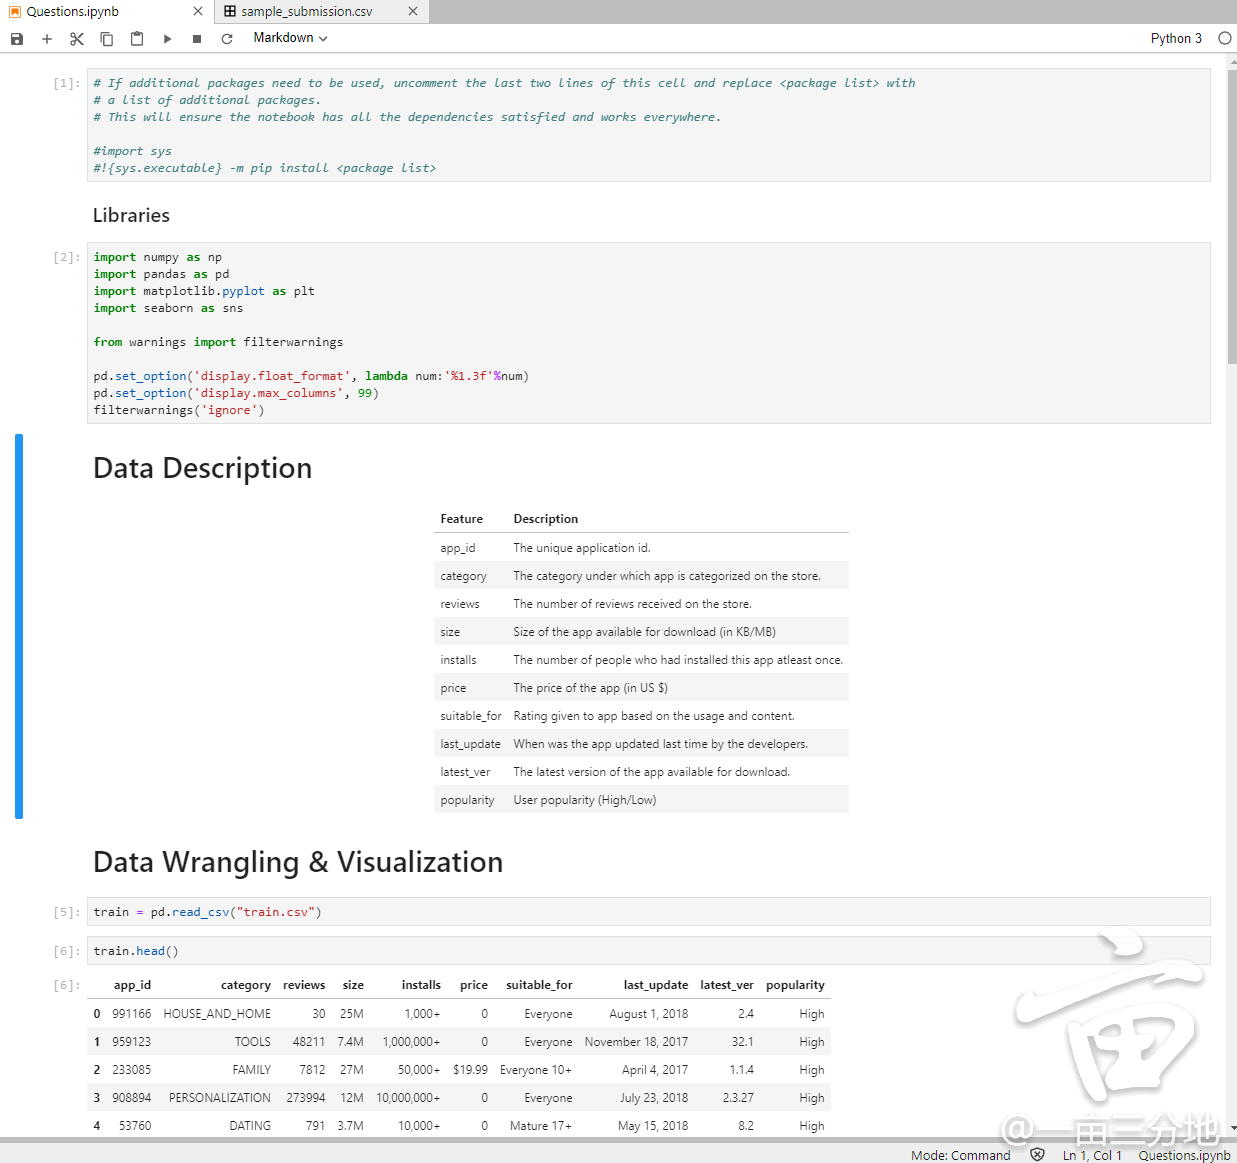 Questions.ipynb
sample_submission.csv
Markdown
Python 3
[1]:
# If additional packages need to be used, uncomment the last two lines of this cell and replace <package list> with
# a list of additional packages.
# This will ensure the notebook has all the dependencies satisfied and works everywhere.
#import sys
#!{sys.executable} -m pip install <package list>
Libraries
[2]:
import numpy as np
import pandas as pd
import matplotlib.pyplot as plt
import seaborn as sns
from warnings import filterwarnings
pd.set_option('display.float_format', lambda num:'%1.3f'%num)
pd.set_option('display.max_columns', 99)
filterwarnings('ignore')
Data Description
Feature Description
app_id The unique application id.
category The category under which app is categorized on the store.
reviews The number of reviews received on the store.
size Size of the app available for download (in KB/MB)
installs The number of people who had installed this app atleast once.
price The price of the app (in US $)
suitable_for Rating given to app based on the usage and content.
last_update When was the app updated last time by the developers.
latest_ver The latest version of the app available for download.
popularity User popularity (High/Low)
Data Wrangling & Visualization
[5]: train = pd.read_csv("train.csv")
[6]: train.head()
[6]: app_id category reviews size installs price suitable_for last_update latest_ver popularity
0 991166 HOUSE_AND_HOME 30 25M 1,000+ 0 Everyone August 1, 2018 2.4 High
1 959123 TOOLS 48211 7.4M 1,000,000+ 0 Everyone November 18, 2017 32.1 High
2 233085 FAMILY 7812 27M 50,000+ $19.99 Everyone 10+ April 4, 2017 1.1.4 High
3 908894 PERSONALIZATION 273994 12M 10,000,000+ 0 Everyone July 23, 2018 2.3.27 High
4 53760 DATING 791 3.7M 10,000+ 0 Mature 17+ May 15, 2018 8.2 High
亩
@一亩三分地
Mode: Command
Ln 1, Col 1
Questions.ipynb